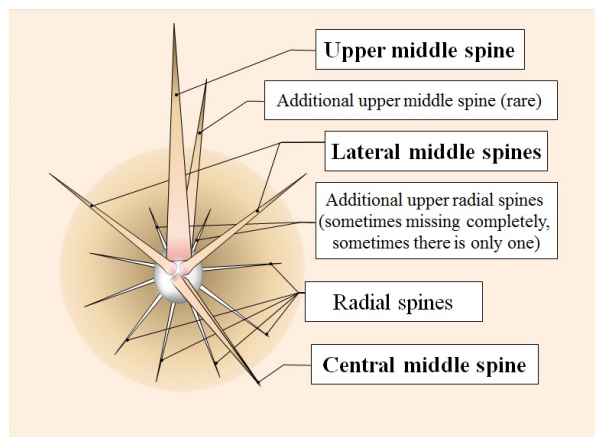 Upper middle spine
Additional upper middle spine (rare)
Lateral middle spines
Additional upper radial spines
(sometimes missing completely,
sometimes there is only one)
Radial spines
Central middle spine